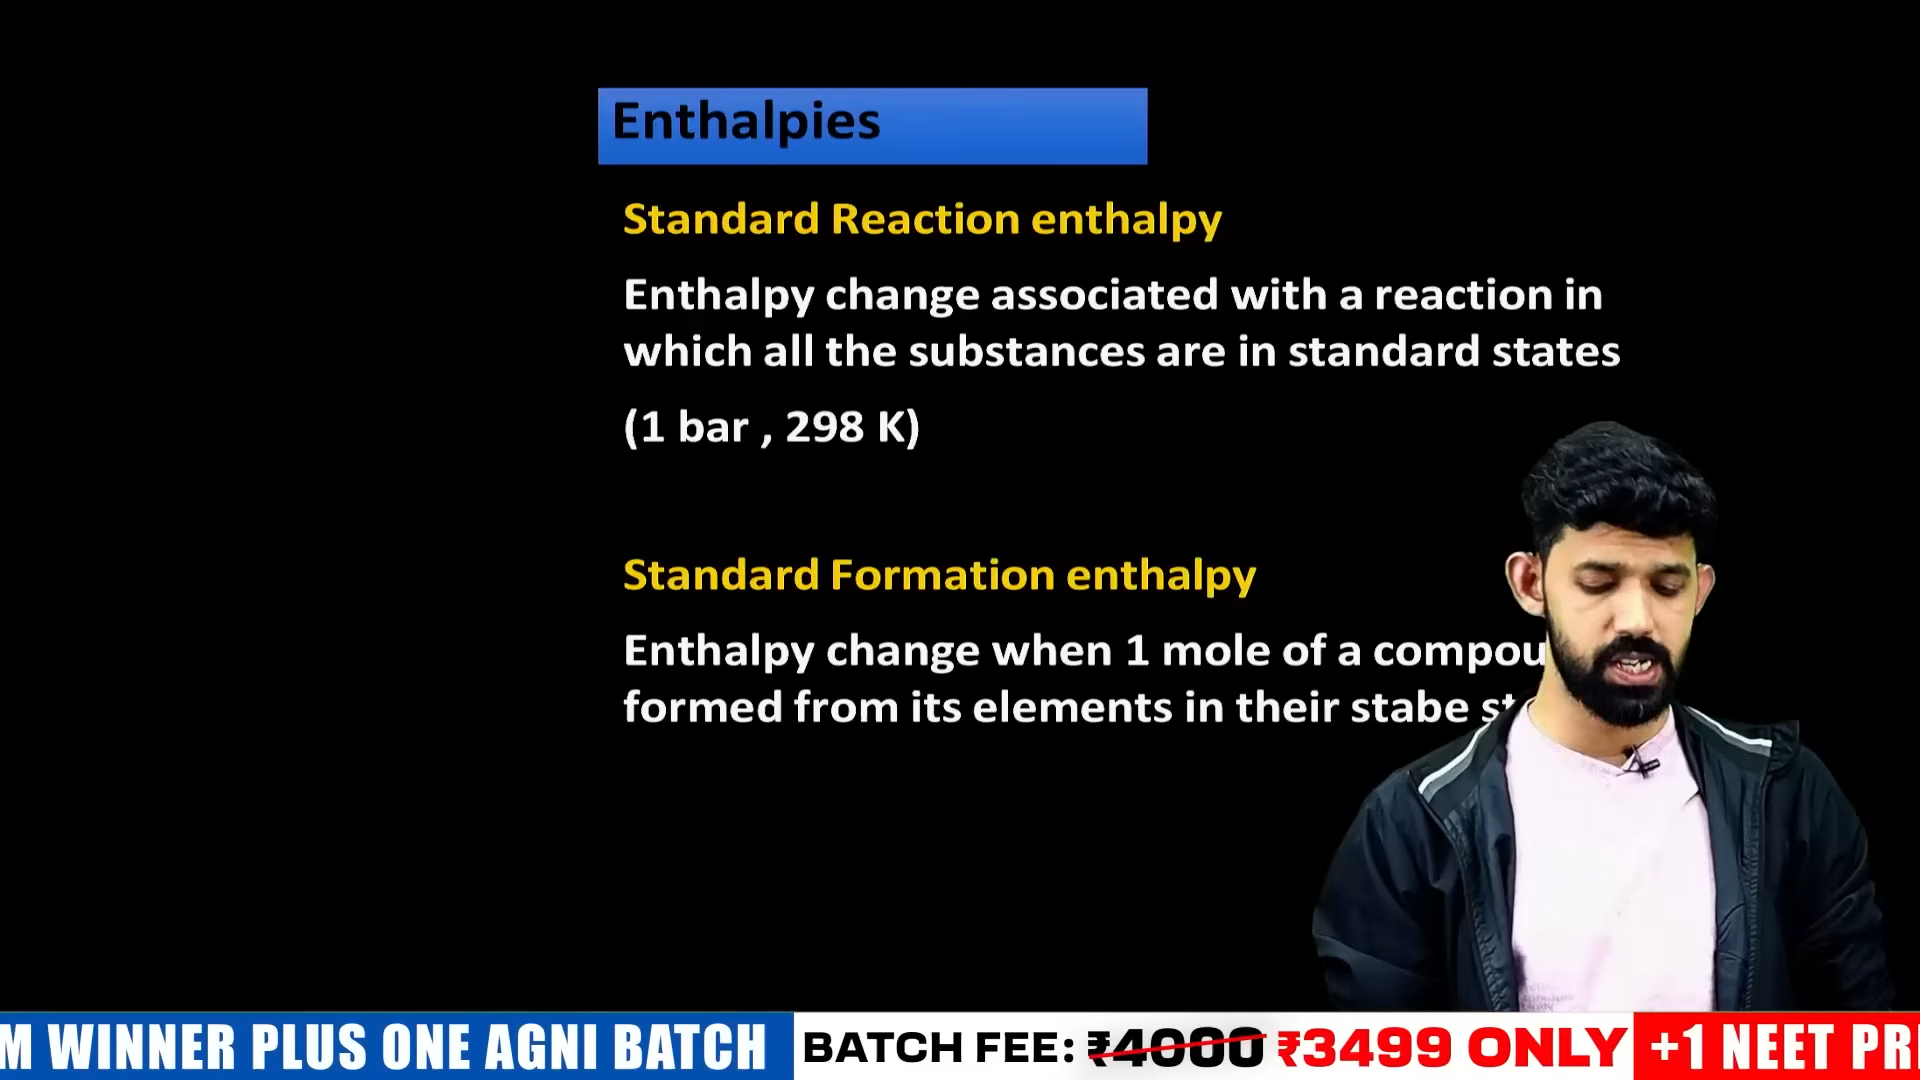 Enthalpies
Standard Reaction enthalpy
Enthalpy change associated with a reaction in
which all the substances are in standard states
(1 bar , 298 K)
Standard Formation enthalpy
Enthalpy change when 1 mole of a
formed from its elements in their stabe
WINNER PLUS ONE AGNI BATCH BATCH FEE: ₹4000 ₹3499 ONLY +1 NEET